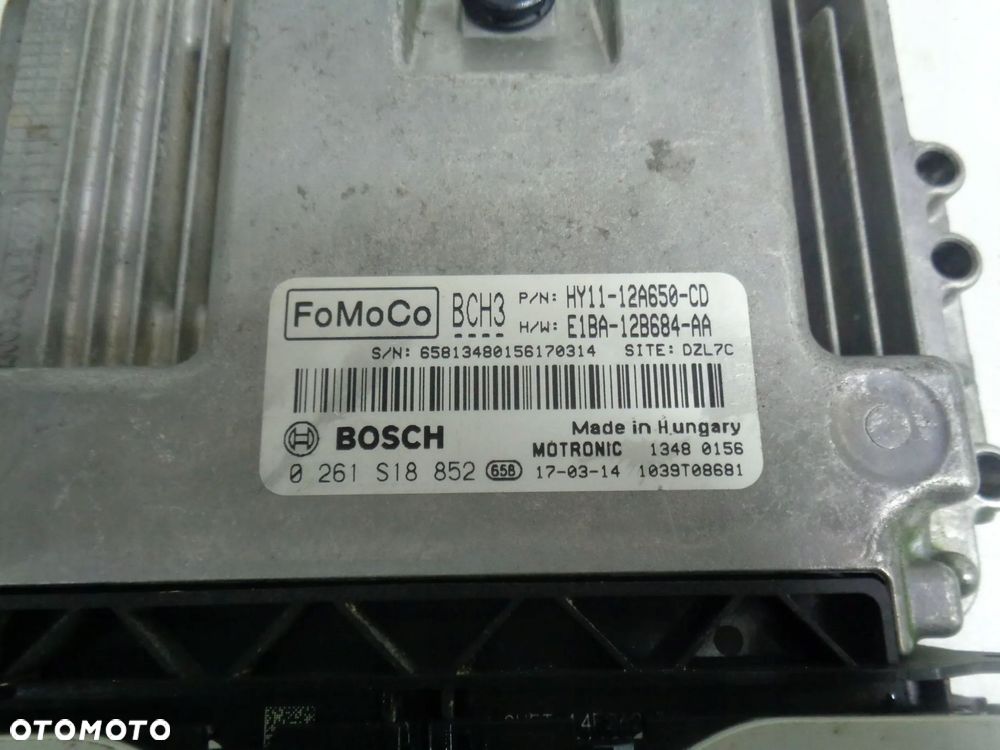 FoMoCo BCH3 P/N: HY11-12A650-CD
H/W: E1BA-12B684-AA
S/N: 65813480156170314 SITE: DZL7C
BOSCH Made in Hungary
MOTRONIC 1348 0156
0 261 S18 852 658 17-03-14 1039T08681
OTOMOTO